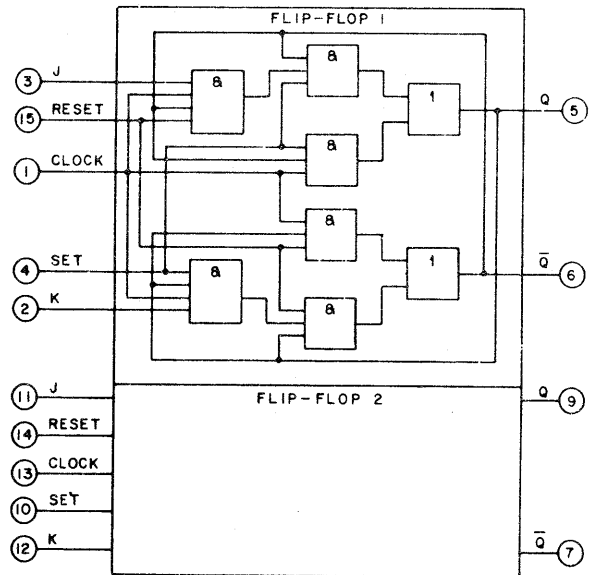 FLIP-FLOP 1
3 J
15 RESET
1 CLOCK
4 SET
2 K
&
&
&
&
&
&
1
1
Q 5
Q̅ 6
FLIP-FLOP 2
11 J
14 RESET
13 CLOCK
10 SET
12 K
Q 9
Q̅ 7